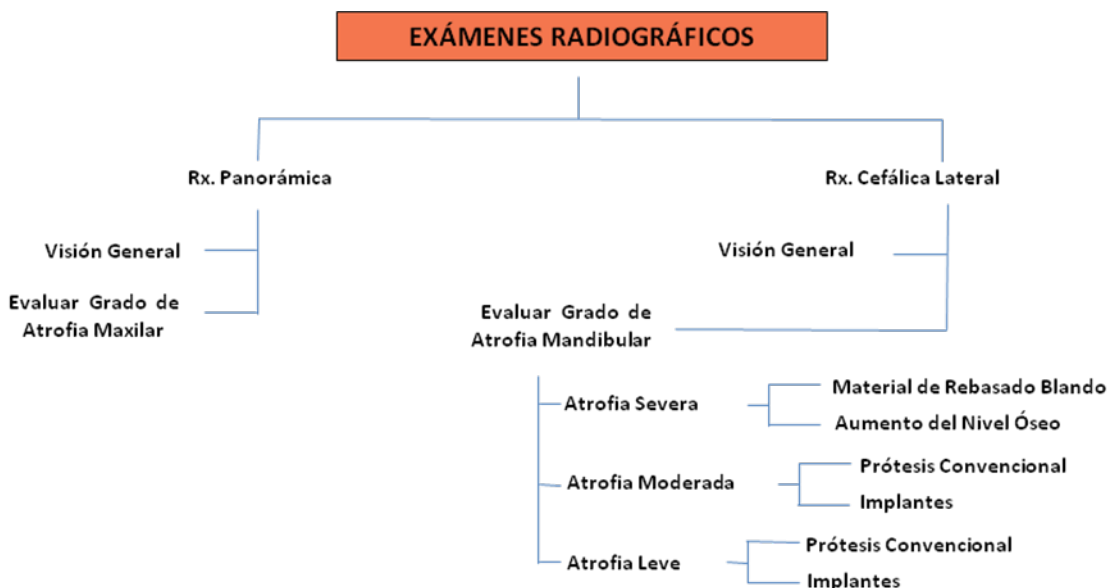 EXÁMENES RADIOGRÁFICOS
Rx. Panorámica
Visión General
Evaluar Grado de
Atrofia Maxilar
Rx. Cefálica Lateral
Visión General
Evaluar Grado de
Atrofia Mandibular
Atrofia Severa
Material de Rebasado Blando
Aumento del Nivel Óseo
Atrofia Moderada
Prótesis Convencional
Implantes
Atrofia Leve
Prótesis Convencional
Implantes